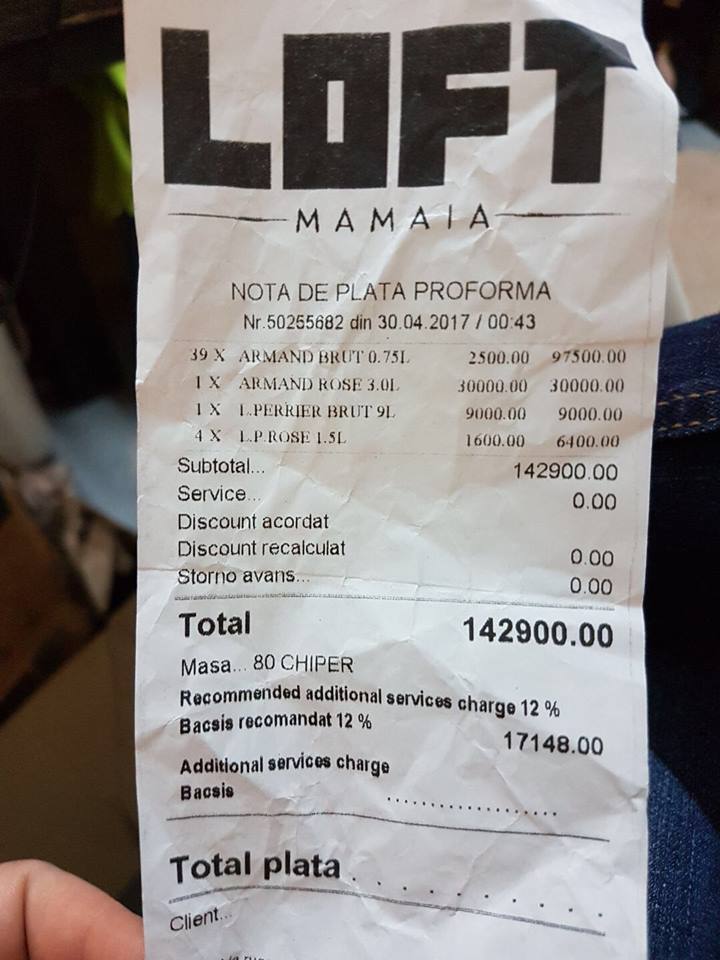 LOFT
MAMAIA
NOTA DE PLATA PROFORMA
Nr.50255682 din 30.04.2017 / 00:43
39 X ARMAND BRUT 0.75L 2500.00 97500.00
1 X ARMAND ROSE 3.0L 30000.00 30000.00
1 X L.PERRIER BRUT 9L 9000.00 9000.00
4 X L.P.ROSE 1.5L 1600.00 6400.00
Subtotal... 142900.00
Service... 0.00
Discount acordat
Discount recalculat 0.00
Storno avans... 0.00
Total 142900.00
Masa... 80 CHIPER
Recommended additional services charge 12 %
Bacsis recomandat 12 %
17148.00
Additional services charge
Bacsis ..................
Total plata . . . . . . . . . .
Client...